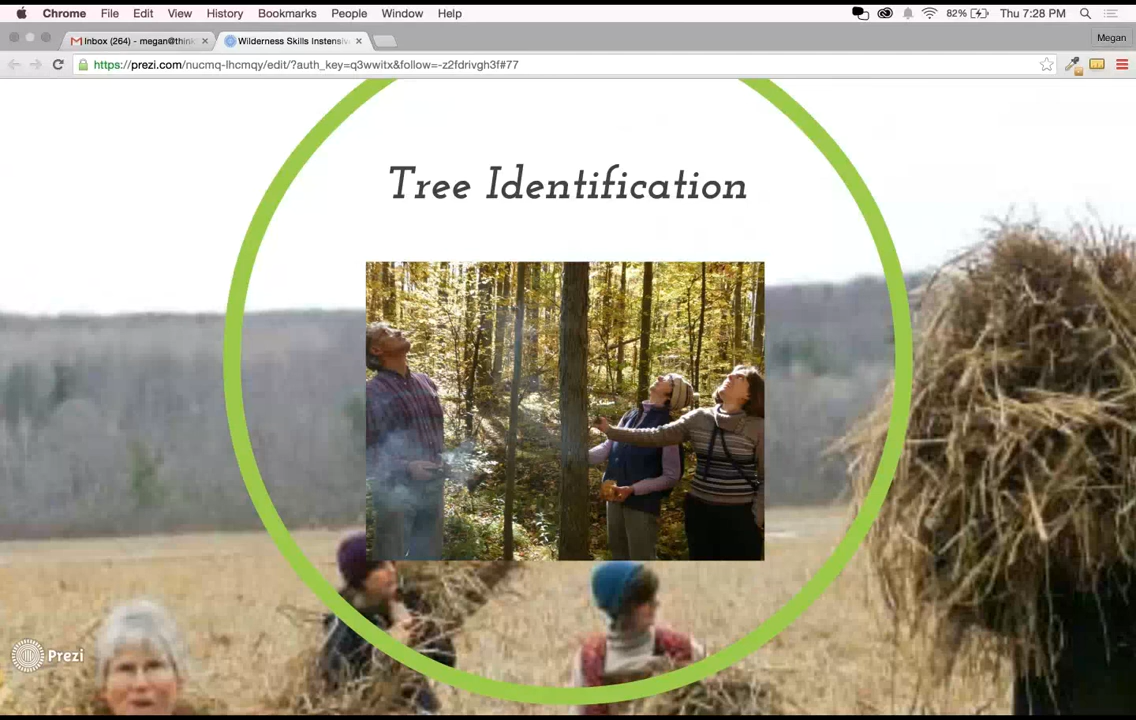 Chrome File Edit View History Bookmarks People Window Help 82% Thu 7:28 PM
Inbox (264) - megan@think Wilderness Skills Instensiv Megan
https://prezi.com/nucmq-lhcmqy/edit/?auth_key=q3wwitx&follow=-z2fdrivgh3f#77
Tree Identification
Prezi